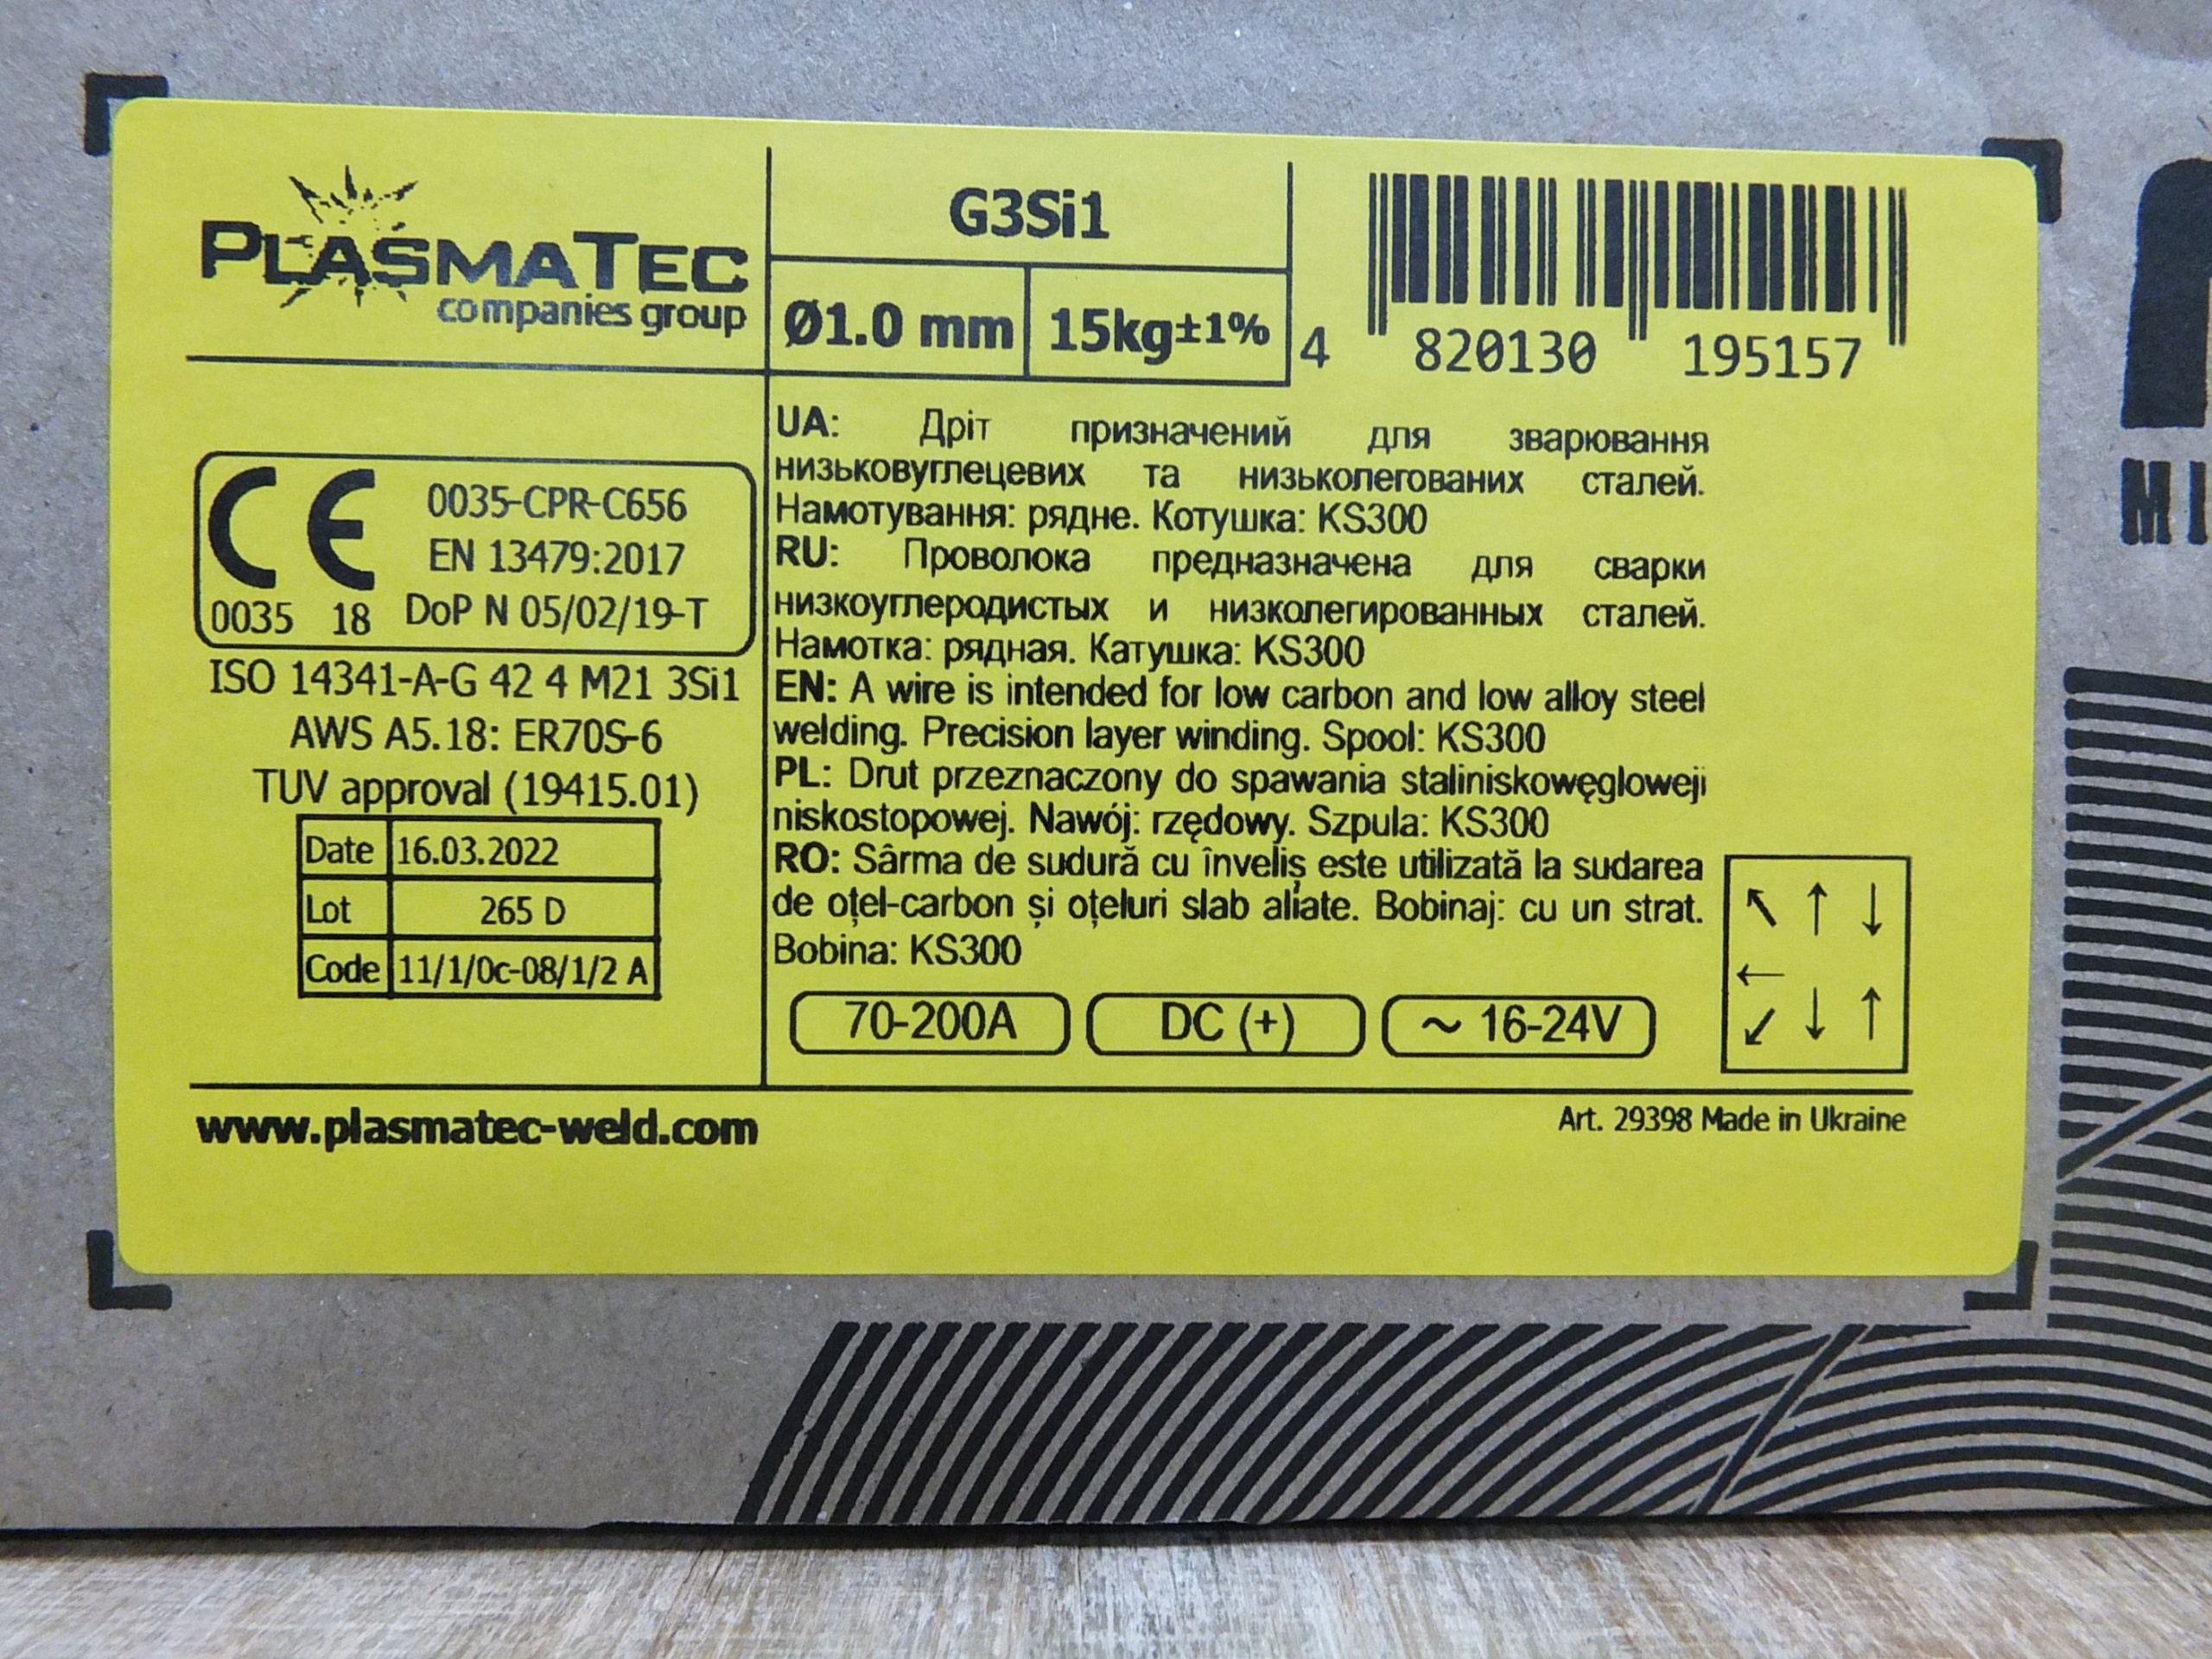 PLASMATEC
companies group
G3Si1
Ø1.0 mm
15kg±1%
4 820130 195157
CE
0035 18
0035-CPR-C656
EN 13479:2017
DoP N 05/02/19-T
ISO 14341-A-G 42 4 M21 3Si1
AWS A5.18: ER70S-6
TUV approval (19415.01)
Date 16.03.2022
Lot 265 D
Code 11/1/0c-08/1/2 A
UA: Дріт призначений для зварювання
низьковуглецевих та низьколегованих сталей.
Намотування: рядне. Котушка: KS300
RU: Проволока предназначена для сварки
низкоуглеродистых и низколегированных сталей.
Намотка: рядная. Катушка: KS300
EN: A wire is intended for low carbon and low alloy steel
welding. Precision layer winding. Spool: KS300
PL: Drut przeznaczony do spawania staliniskowęgloweji
niskostopowej. Nawój: rzędowy. Szpula: KS300
RO: Sârma de sudură cu înveliș este utilizată la sudarea
de oțel-carbon și oțeluri slab aliate. Bobinaj: cu un strat.
Bobina: KS300
70-200A
DC (+)
~ 16-24V
↖ ↑ ↓
←
↙ ↓ ↑
www.plasmatec-weld.com
Art. 29398 Made in Ukraine